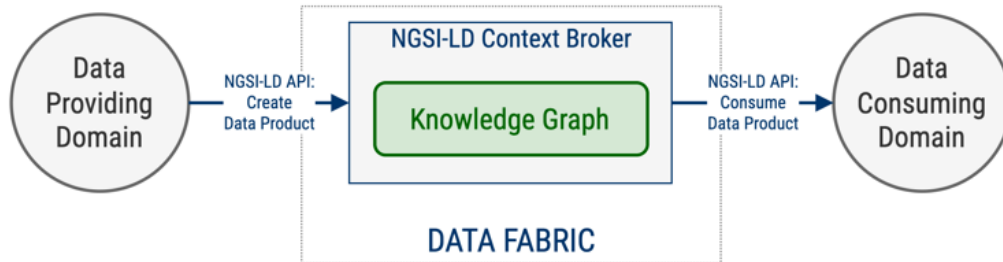 Data
Providing
Domain
NGSI-LD API:
Create
Data Product
NGSI-LD Context Broker
Knowledge Graph
DATA FABRIC
NGSI-LD API:
Consume
Data Product
Data
Consuming
Domain